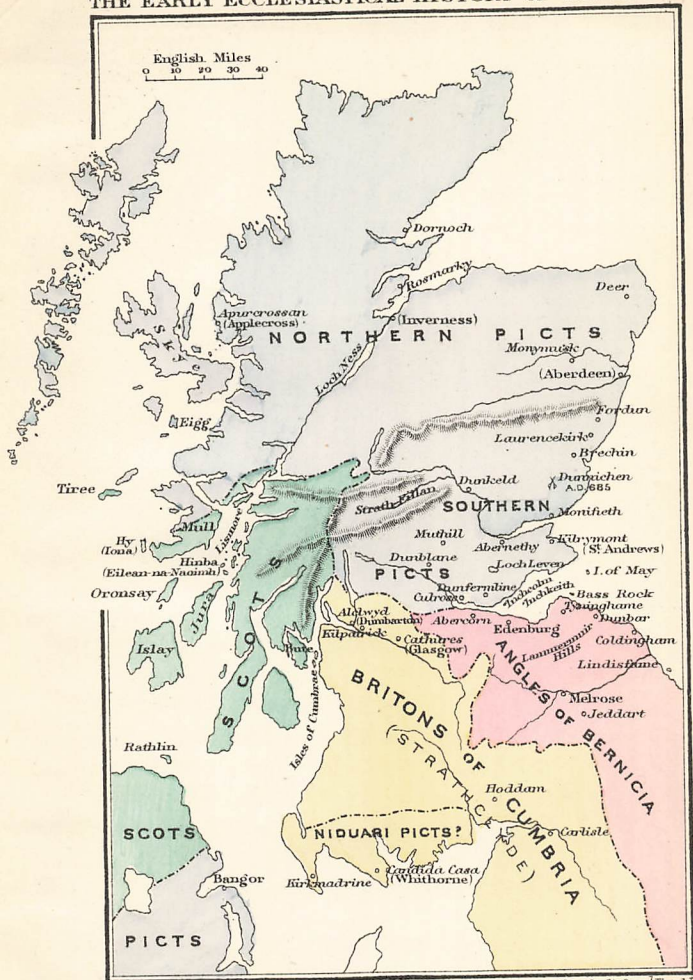 THE EARLY ECCLESIASTICAL HISTORY
English Miles
0 10 20 30 40
Dornoch
Rosmarky
Deer
Apurcrossan
(Applecross)
(Inverness)
NORTHERN PICTS
Skye
Monymusk
Loch Ness
(Aberdeen)
Eigg
Fordun
Laurencekirk
Brechin
Tiree
Dunkeld
Dunnichen
A.D. 685
Strath Fillan
SOUTHERN
PICTS
Monifieth
Mull
Lismore
Muthill
Abernethy
Kilrymont
(St. Andrews)
Hy
(Iona)
Hinba
(Eilean-na-Naoimh)
Dunblane
Loch Leven
I. of May
Oronsay
Jura
SCOTS
Dunfermline
Culross
Inchcolm
Inchkeith
Bass Rock
Tyninghame
Dunbar
Alclwyd
(Dumbarton)
Abercorn
Edenburg
Coldingham
Kilpatrick
Cathures
(Glasgow)
Lammermuir
Hills
Islay
Bute
Lindisfarne
ANGLES OF BERNICIA
Isles of Cumbrae
BRITONS OF CUMBRIA
(STRATHCLYDE)
Melrose
Jeddart
Rathlin
Hoddam
SCOTS
NIDUARI PICTS?
Carlisle
Bangor
Kirkmadrine
Candida Casa
(Whithorne)
PICTS